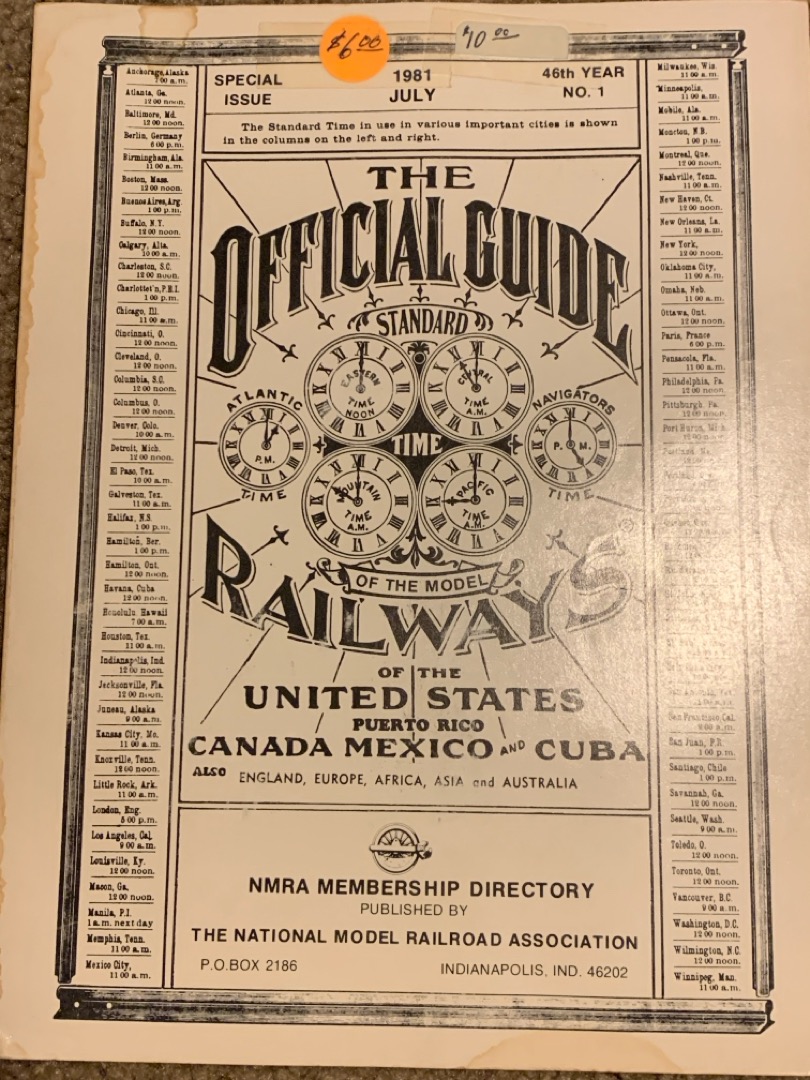 $6.00
$10.00
SPECIAL ISSUE
1981 JULY
46th YEAR NO. 1
The Standard Time in use in various important cities is shown
in the columns on the left and right.
Anchorage, Alaska
7 00 a.m.
Atlanta, Ga.
12 00 noon.
Baltimore, Md.
12 00 noon.
Berlin, Germany
6 00 p.m.
Birmingham, Ala.
11 00 a.m.
Boston, Mass.
12 00 noon.
Buenos Aires, Arg.
1 00 p.m.
Buffalo, N.Y.
12 00 noon.
Calgary, Alta.
10 00 a.m.
Charleston, S.C.
12 00 noon.
Charlottet'n, P.E.I.
1 00 p.m.
Chicago, Ill.
11 00 a.m.
Cincinnati, O.
12 00 noon.
Cleveland, O.
12 00 noon.
Columbia, S.C.
12 00 noon.
Columbus, O.
12 00 noon.
Denver, Colo.
10 00 a.m.
Detroit, Mich.
12 00 noon.
El Paso, Tex.
10 00 a.m.
Galveston, Tex.
11 00 a.m.
Halifax, N.S.
1 00 p.m.
Hamilton, Ber.
1 00 p.m.
Hamilton, Ont.
12 00 noon.
Havana, Cuba
12 00 noon.
Honolulu, Hawaii
7 00 a.m.
Houston, Tex.
11 00 a.m.
Indianapolis, Ind.
12 00 noon.
Jacksonville, Fla.
12 00 noon.
Juneau, Alaska
9 00 a.m.
Kansas City, Mo.
11 00 a.m.
Knoxville, Tenn.
12 00 noon.
Little Rock, Ark.
11 00 a.m.
London, Eng.
5 00 p.m.
Los Angeles, Cal.
9 00 a.m.
Louisville, Ky.
12 00 noon.
Macon, Ga.
12 00 noon.
Manila, P.I.
1 a.m. next day
Memphis, Tenn.
11 00 a.m.
Mexico City,
11 00 a.m.
THE
OFFICIAL GUIDE
STANDARD
EASTERN TIME NOON
CENTRAL TIME A.M.
ATLANTIC P.M. TIME
TIME
NAVIGATORS P. M. TIME
MOUNTAIN TIME A.M.
PACIFIC TIME A.M.
OF THE MODEL
RAILWAYS
OF THE
UNITED STATES
PUERTO RICO
CANADA MEXICO AND CUBA
ALSO ENGLAND, EUROPE, AFRICA, ASIA and AUSTRALIA
NMRA MEMBERSHIP DIRECTORY
PUBLISHED BY
THE NATIONAL MODEL RAILROAD ASSOCIATION
P.O.BOX 2186 INDIANAPOLIS, IND. 46202
Milwaukee, Wis.
11 00 a.m.
Minneapolis,
11 00 a.m.
Mobile, Ala.
11 00 a.m.
Moncton, N.B.
1 00 p.m.
Montreal, Que.
12 00 noon.
Nashville, Tenn.
11 00 a.m.
New Haven, Ct.
12 00 noon.
New Orleans, La.
11 00 a.m.
New York,
12 00 noon.
Oklahoma City,
11 00 a.m.
Omaha, Neb.
11 00 a.m.
Ottawa, Ont.
12 00 noon.
Paris, France
6 00 p.m.
Pensacola, Fla.
11 00 a.m.
Philadelphia, Pa.
12 00 noon.
Pittsburgh, Pa.
12 00 noon.
Port Huron, Mich.
San Francisco, Cal.
9 00 a.m.
San Juan, P.R.
1 00 p.m.
Santiago, Chile
1 00 p.m.
Savannah, Ga.
12 00 noon.
Seattle, Wash.
9 00 a.m.
Toledo, O.
12 00 noon.
Toronto, Ont.
12 00 noon.
Vancouver, B.C.
9 00 a.m.
Washington, D.C.
12 00 noon.
Wilmington, N.C.
12 00 noon.
Winnipeg, Man.
11 00 a.m.